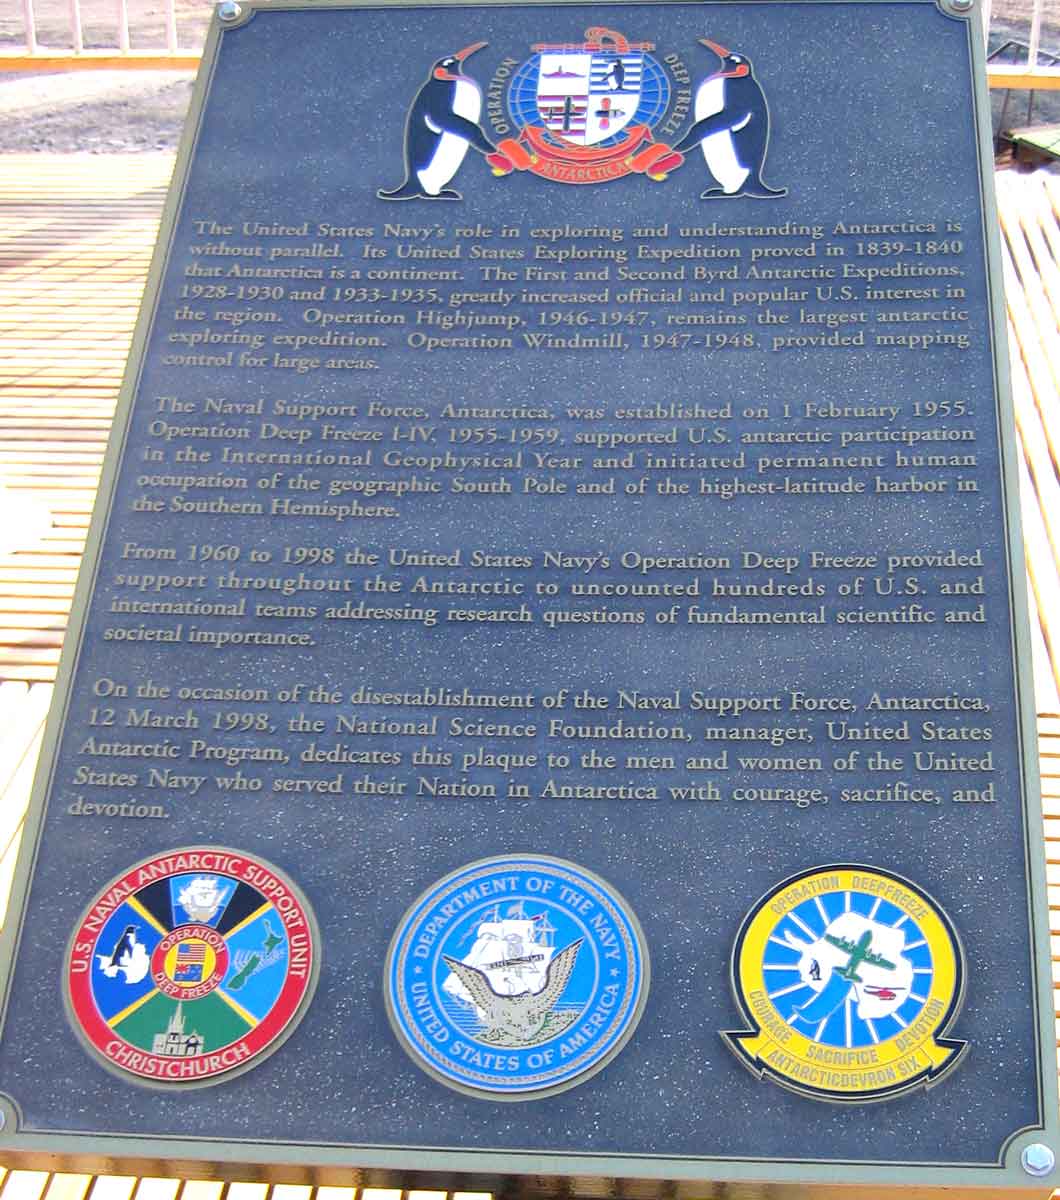 OPERATION DEEP FREEZE
ANTARCTICA
The United States Navy's role in exploring and understanding Antarctica is
without parallel. Its United States Exploring Expedition proved in 1839-1840
that Antarctica is a continent. The First and Second Byrd Antarctic Expeditions,
1928-1930 and 1933-1935, greatly increased official and popular U.S. interest in
the region. Operation Highjump, 1946-1947, remains the largest antarctic
exploring expedition. Operation Windmill, 1947-1948, provided mapping
control for large areas.
The Naval Support Force, Antarctica, was established on 1 February 1955.
Operation Deep Freeze I-IV, 1955-1959, supported U.S. antarctic participation
in the International Geophysical Year and initiated permanent human
occupation of the geographic South Pole and of the highest-latitude harbor in
the Southern Hemisphere.
From 1960 to 1998 the United States Navy's Operation Deep Freeze provided
support throughout the Antarctic to uncounted hundreds of U.S. and
international teams addressing research questions of fundamental scientific and
societal importance.
On the occasion of the disestablishment of the Naval Support Force, Antarctica,
12 March 1998, the National Science Foundation, manager, United States
Antarctic Program, dedicates this plaque to the men and women of the United
States Navy who served their Nation in Antarctica with courage, sacrifice, and
devotion.
U.S. NAVAL ANTARCTIC SUPPORT UNIT
OPERATION
DEEP FREEZE
CHRISTCHURCH
DEPARTMENT OF THE NAVY
UNITED STATES OF AMERICA
OPERATION DEEPFREEZE
COURAGE SACRIFICE DEVOTION
ANTARCTICDEVRON SIX